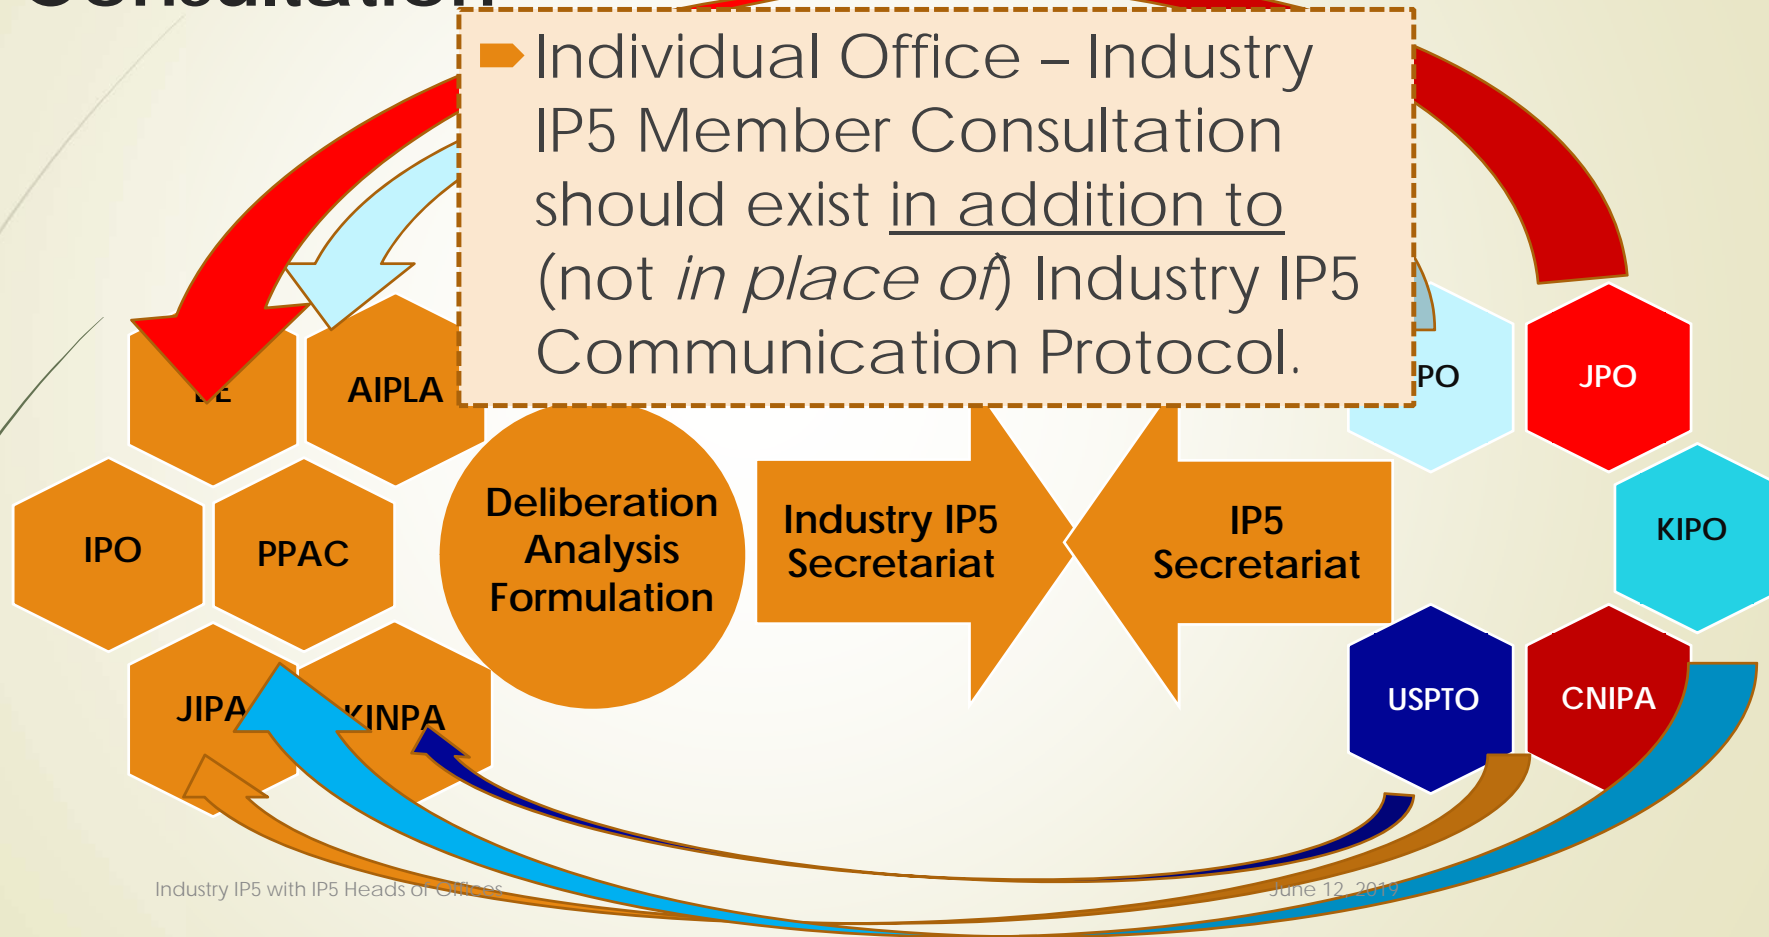 Consultation
Individual Office – Industry
IP5 Member Consultation
should exist in addition to
(not in place of) Industry IP5
Communication Protocol.
AIPLA
PO
JPO
IPO
PPAC
Deliberation
Analysis
Formulation
Industry IP5
Secretariat
IP5
Secretariat
KIPO
JIPA
KINPA
USPTO
CNIPA
Industry IP5 with IP5 Heads of Offices
June 12, 2019